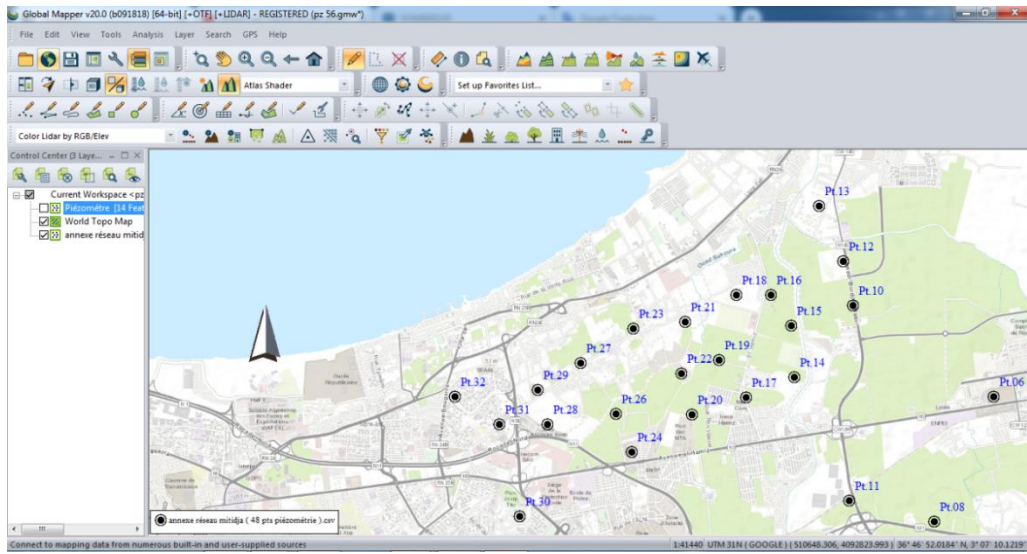 Global Mapper v20.0 (b091818) [64-bit] [+OTF] [+LIDAR] - REGISTERED (pz 56.gmw*)
File Edit View Tools Analysis Layer Search GPS Help
Atlas Shader
Set up Favorites List...
Color Lidar by RGB/Elev
Control Center (3 Laye...
Current Workspace <pz
Piézomètre [14 Feat
World Topo Map
annexe réseau mitidj
Pt.13
Pt.12
Pt.18
Pt.16
Pt.10
Pt.21
Pt.15
Pt.23
Pt.27
Pt.22
Pt.19
Pt.14
Pt.32
Pt.29
Pt.17
Pt.06
Pt.31
Pt.28
Pt.26
Pt.20
Pt.24
Pt.11
Pt.30
Pt.08
annexe réseau mitidja ( 48 pts piézométrie ).csv
Connect to mapping data from numerous built-in and user-supplied sources
1:41440 UTM 31N ( GOOGLE ) ( 510648.306, 4092823.993 ) 36° 46' 52.0184" N, 3° 07' 10.1219"